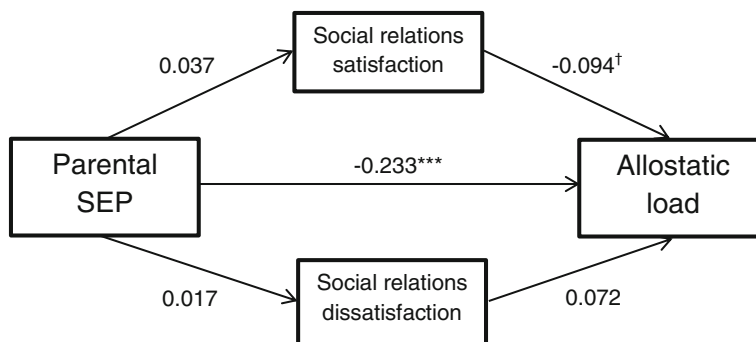 Social relations
satisfaction
0.037
-0.094†
Parental
SEP
-0.233***
Allostatic
load
Social relations
dissatisfaction
0.017
0.072